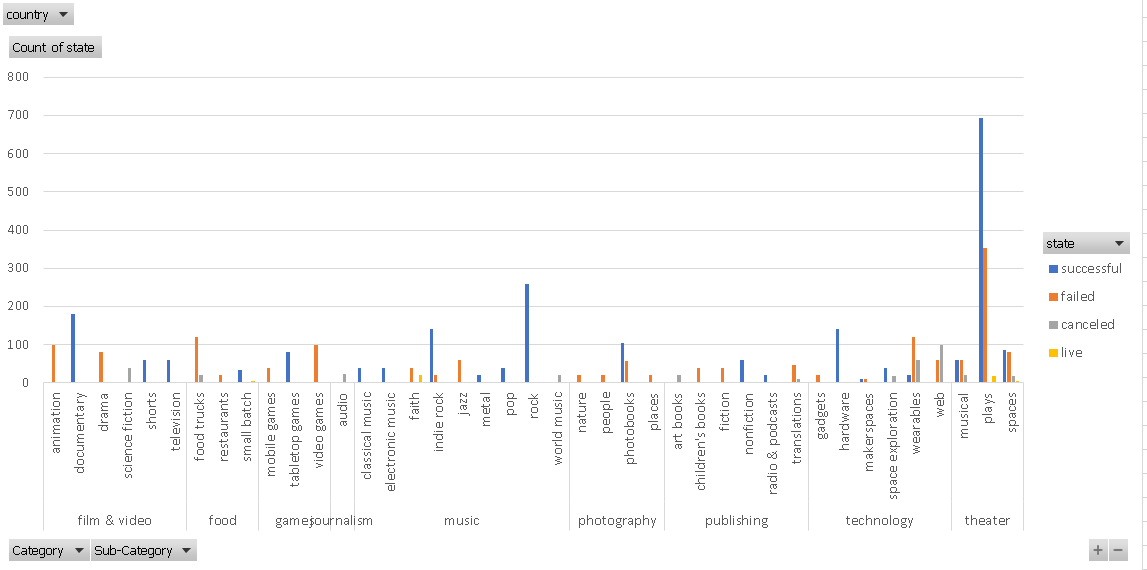 country
Count of state
800
700
600
500
400
300
200
100
0
animation
documentary
drama
science fiction
shorts
television
food trucks
restaurants
small batch
mobile games
tabletop games
video games
audio
classical music
electronic music
faith
indie rock
jazz
metal
pop
rock
world music
nature
people
photobooks
places
art books
children's books
fiction
nonfiction
radio & podcasts
translations
gadgets
hardware
makerspaces
space exploration
wearables
web
musical
plays
spaces
film & video
food
games
journalism
music
photography
publishing
technology
theater
state
successful
failed
canceled
live
Category
Sub-Category
+
−